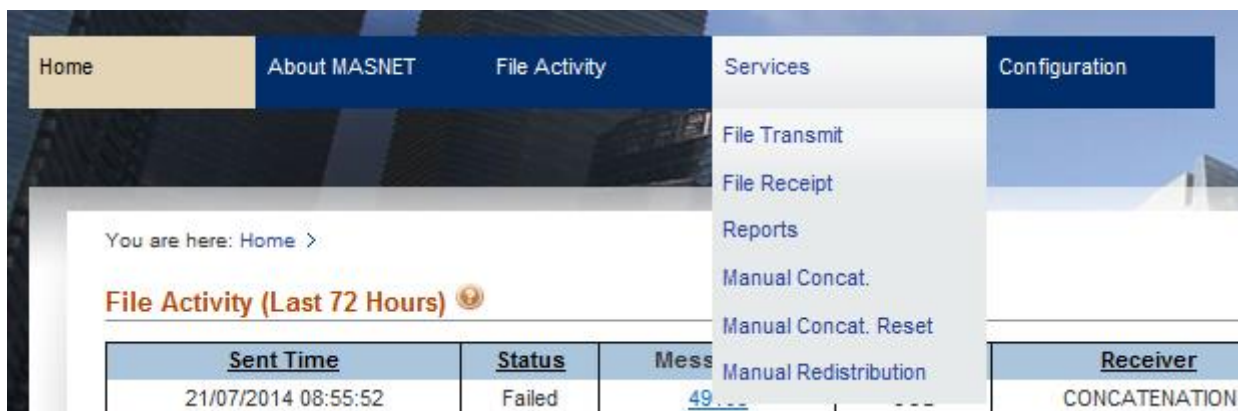 Home About MASNET File Activity Services Configuration
File Transmit
File Receipt
Reports
Manual Concat.
Manual Concat. Reset
Manual Redistribution
You are here: Home >
File Activity (Last 72 Hours)
Sent Time Status Receiver
21/07/2014 08:55:52 Failed CONCATENATION